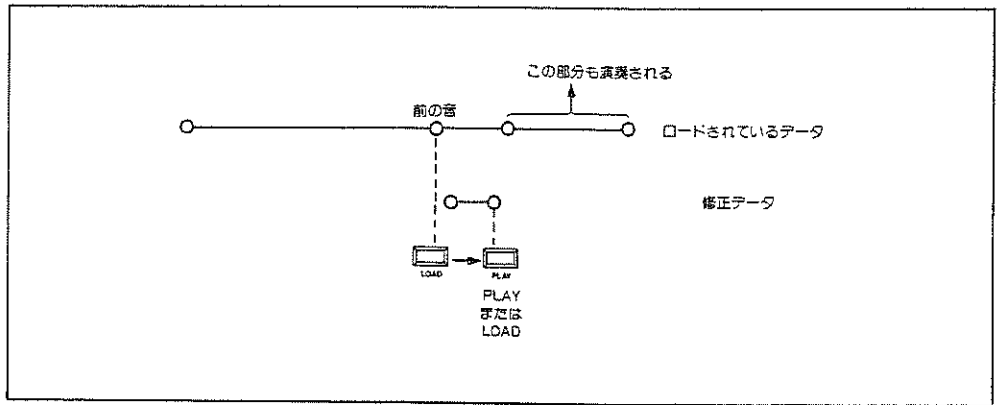 この部分も演奏される
前の音
ロードされているデータ
修正データ
LOAD
PLAY
PLAY
または
LOAD